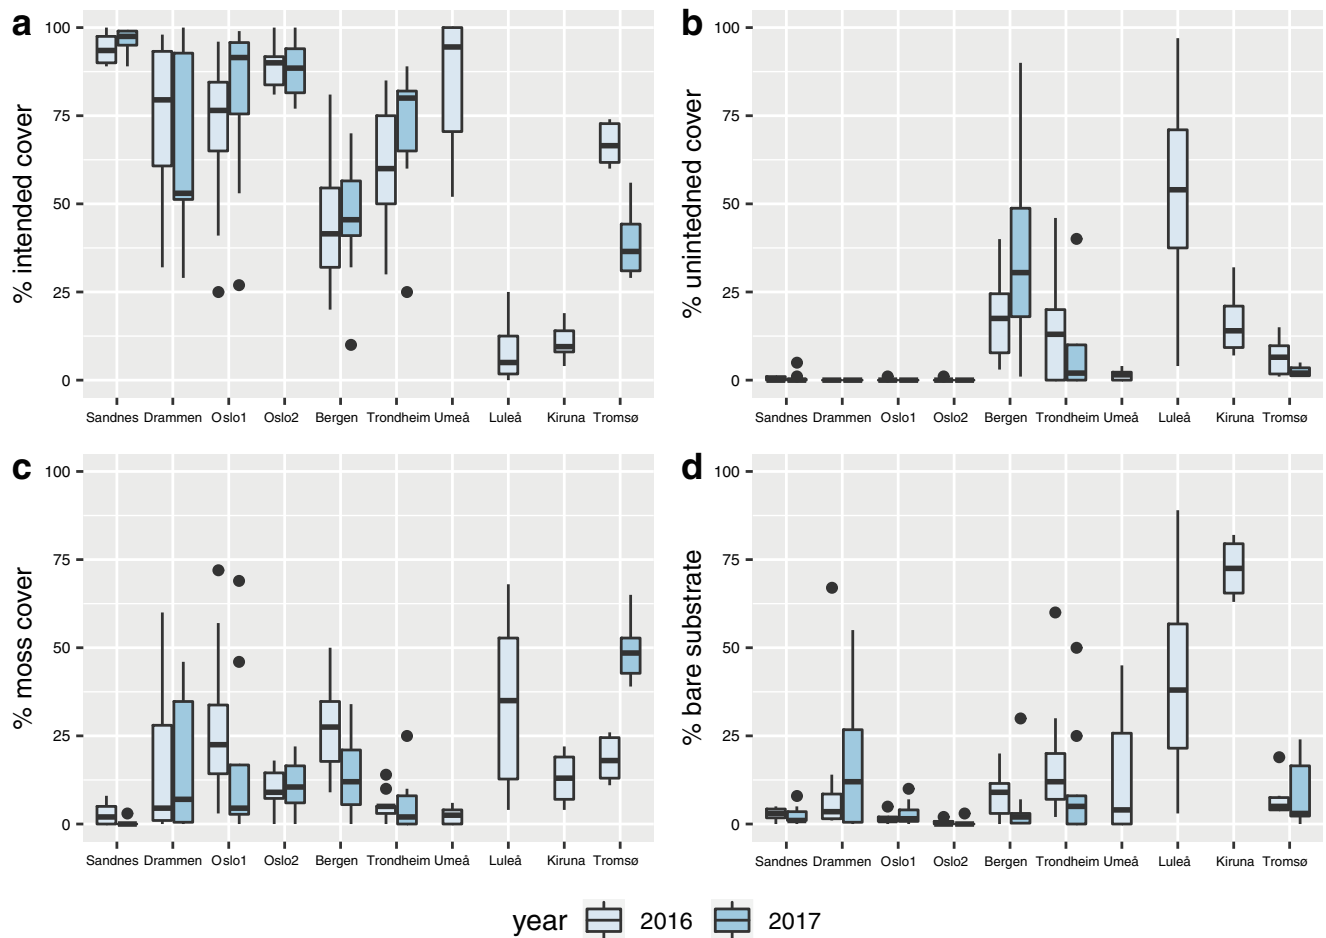 a
% intended cover
100
75
50
25
0
Sandnes Drammen Oslo1 Oslo2 Bergen Trondheim Umeå Luleå Kiruna Tromsø
b
% unintedned cover
100
75
50
25
0
Sandnes Drammen Oslo1 Oslo2 Bergen Trondheim Umeå Luleå Kiruna Tromsø
c
% moss cover
100
75
50
25
0
Sandnes Drammen Oslo1 Oslo2 Bergen Trondheim Umeå Luleå Kiruna Tromsø
d
% bare substrate
100
75
50
25
0
Sandnes Drammen Oslo1 Oslo2 Bergen Trondheim Umeå Luleå Kiruna Tromsø
year 2016 2017